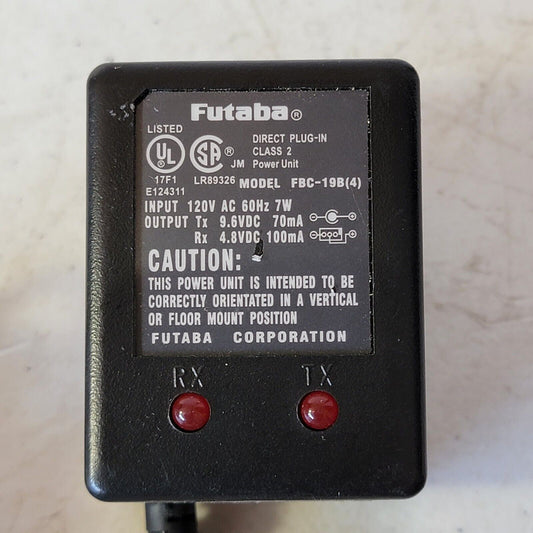 Futaba®
LISTED
UL
17F1
E124311
SA ® JM
LR89326
DIRECT PLUG-IN
CLASS 2
Power Unit
MODEL FBC-19B(4)
INPUT 120V AC 60Hz 7W
OUTPUT Tx 9.6VDC 70mA
Rx 4.8VDC 100mA
CAUTION:
THIS POWER UNIT IS INTENDED TO BE
CORRECTLY ORIENTATED IN A VERTICAL
OR FLOOR MOUNT POSITION
FUTABA CORPORATION
RX TX